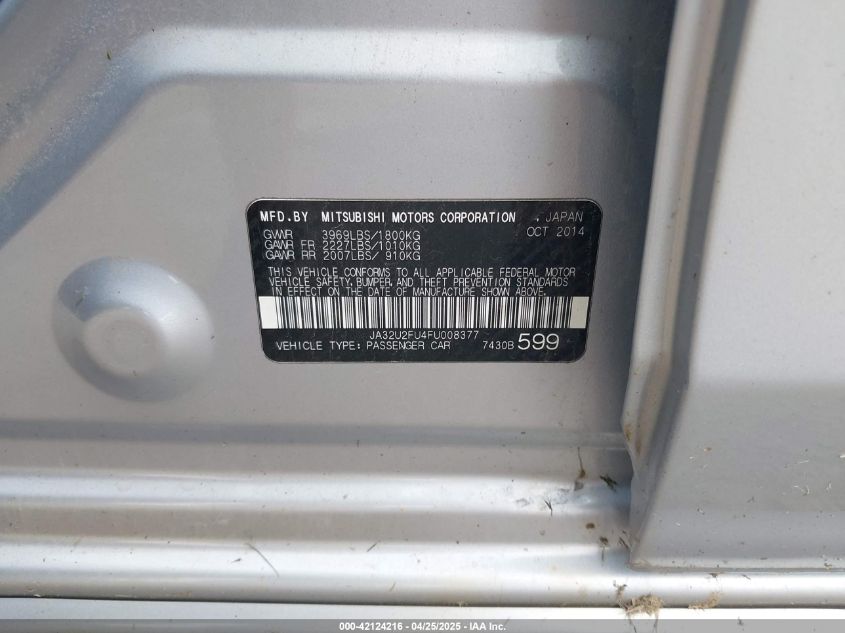 MFD.BY MITSUBISHI MOTORS CORPORATION , JAPAN
OCT 2014
GVWR 3969LBS/1800KG
GAWR FR 2227LBS/1010KG
GAWR RR 2007LBS/ 910KG
THIS VEHICLE CONFORMS TO ALL APPLICABLE FEDERAL MOTOR
VEHICLE SAFETY, BUMPER, AND THEFT PREVENTION STANDARDS
IN EFFECT ON THE DATE OF MANUFACTURE SHOWN ABOVE.
JA32U2FU4FU008377
VEHICLE TYPE: PASSENGER CAR 7430B 599
000-42124216 - 04/25/2025 - IAA Inc.